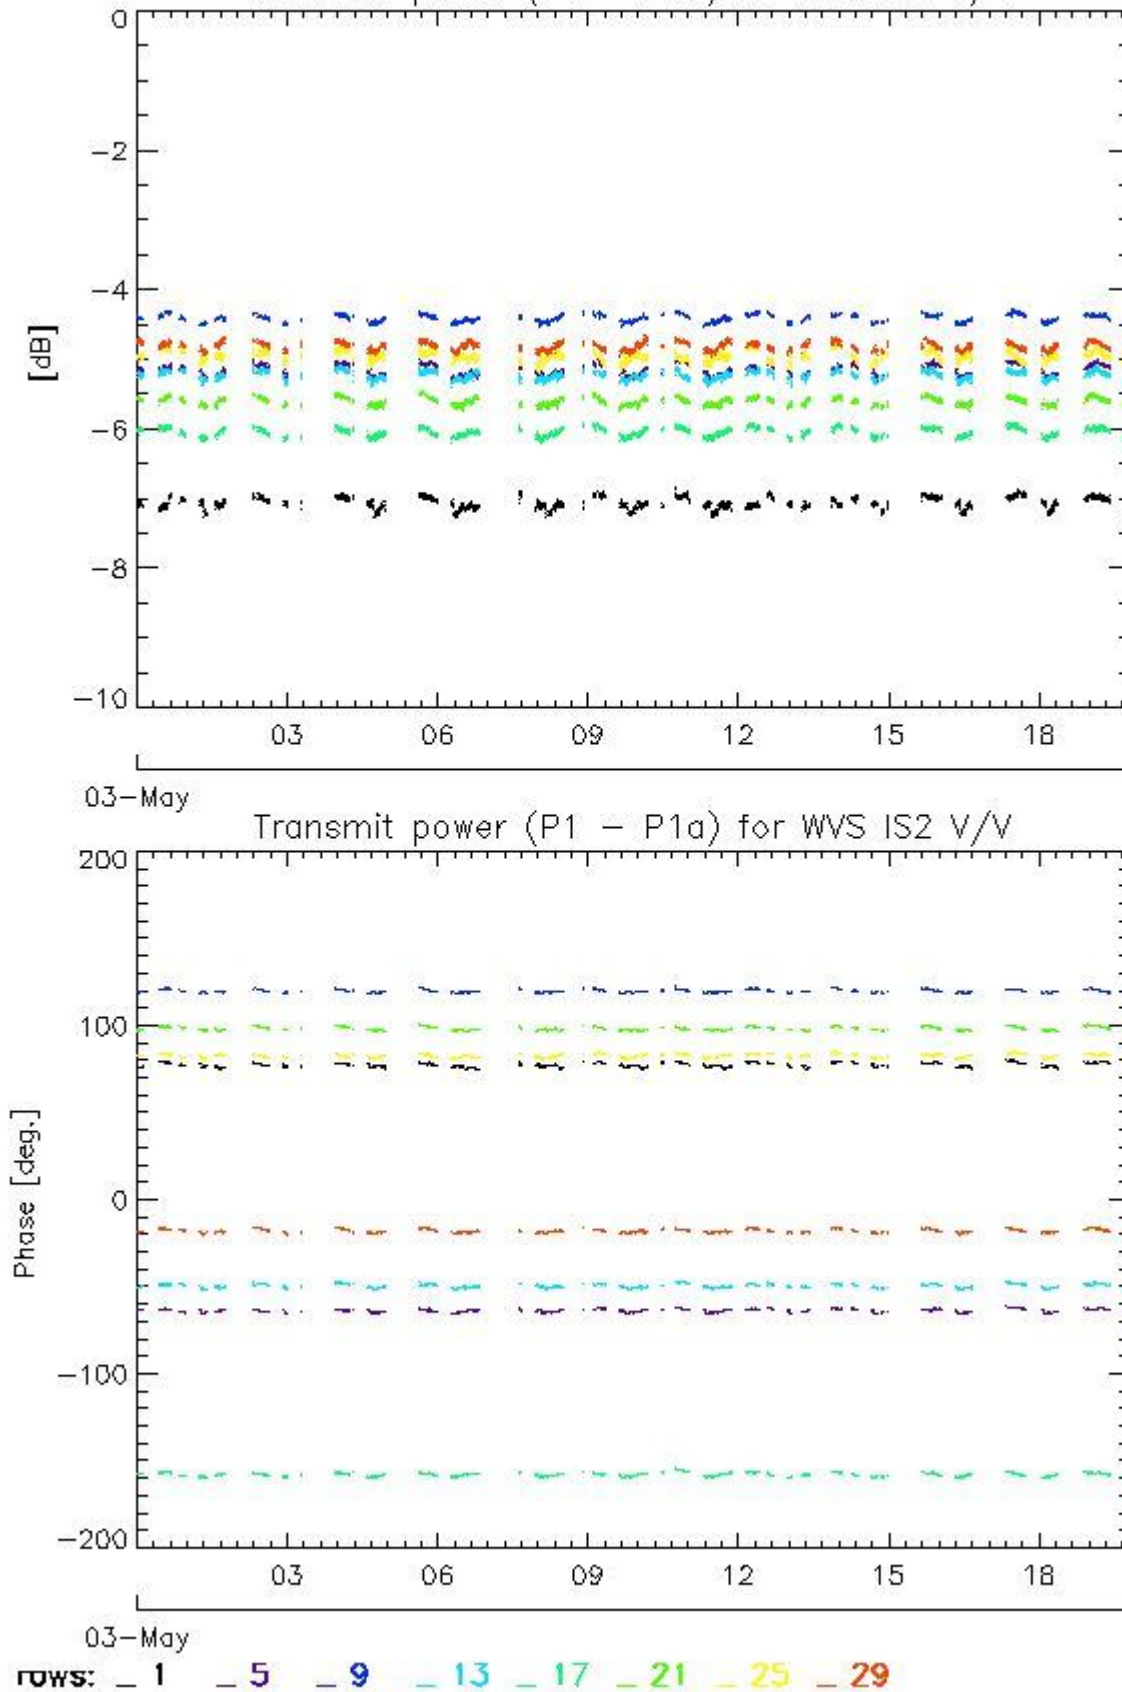 0
-2
-4
[dB]
-6
-8
-10
03 06 09 12 15 18
03-May
Transmit power (P1 - P1a) for WVS IS2 V/V
200
100
Phase [deg.]
0
-100
-200
03 06 09 12 15 18
03-May
rows: _ 1 _ 5 _ 9 _ 13 _ 17 _ 21 _ 25 _ 29